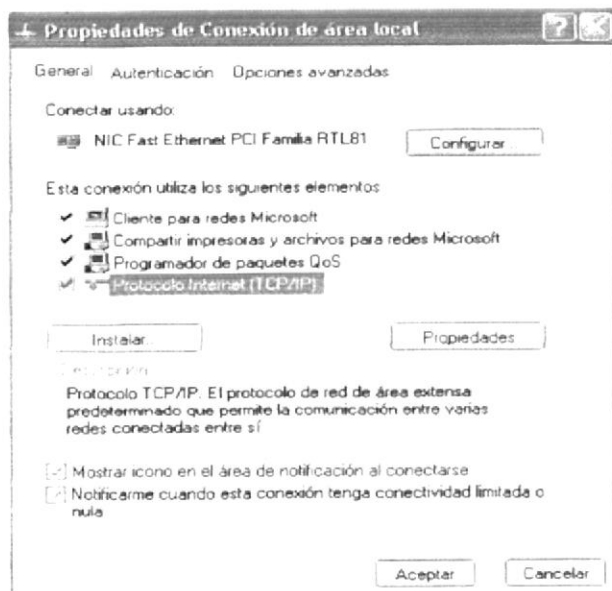 Propiedades de Conexión de área local
General Autenticación Opciones avanzadas
Conectar usando:
NIC Fast Ethernet PCI Familia RTL81 Configurar...
Esta conexión utiliza los siguientes elementos
Cliente para redes Microsoft
Compartir impresoras y archivos para redes Microsoft
Programador de paquetes QoS
Protocolo Internet (TCP/IP)
Instalar... Propiedades
Descripción
Protocolo TCP/IP. El protocolo de red de área extensa
predeterminado que permite la comunicación entre varias
redes conectadas entre sí
Mostrar icono en el área de notificación al conectarse
Notificarme cuando esta conexión tenga conectividad limitada o
nula
Aceptar Cancelar